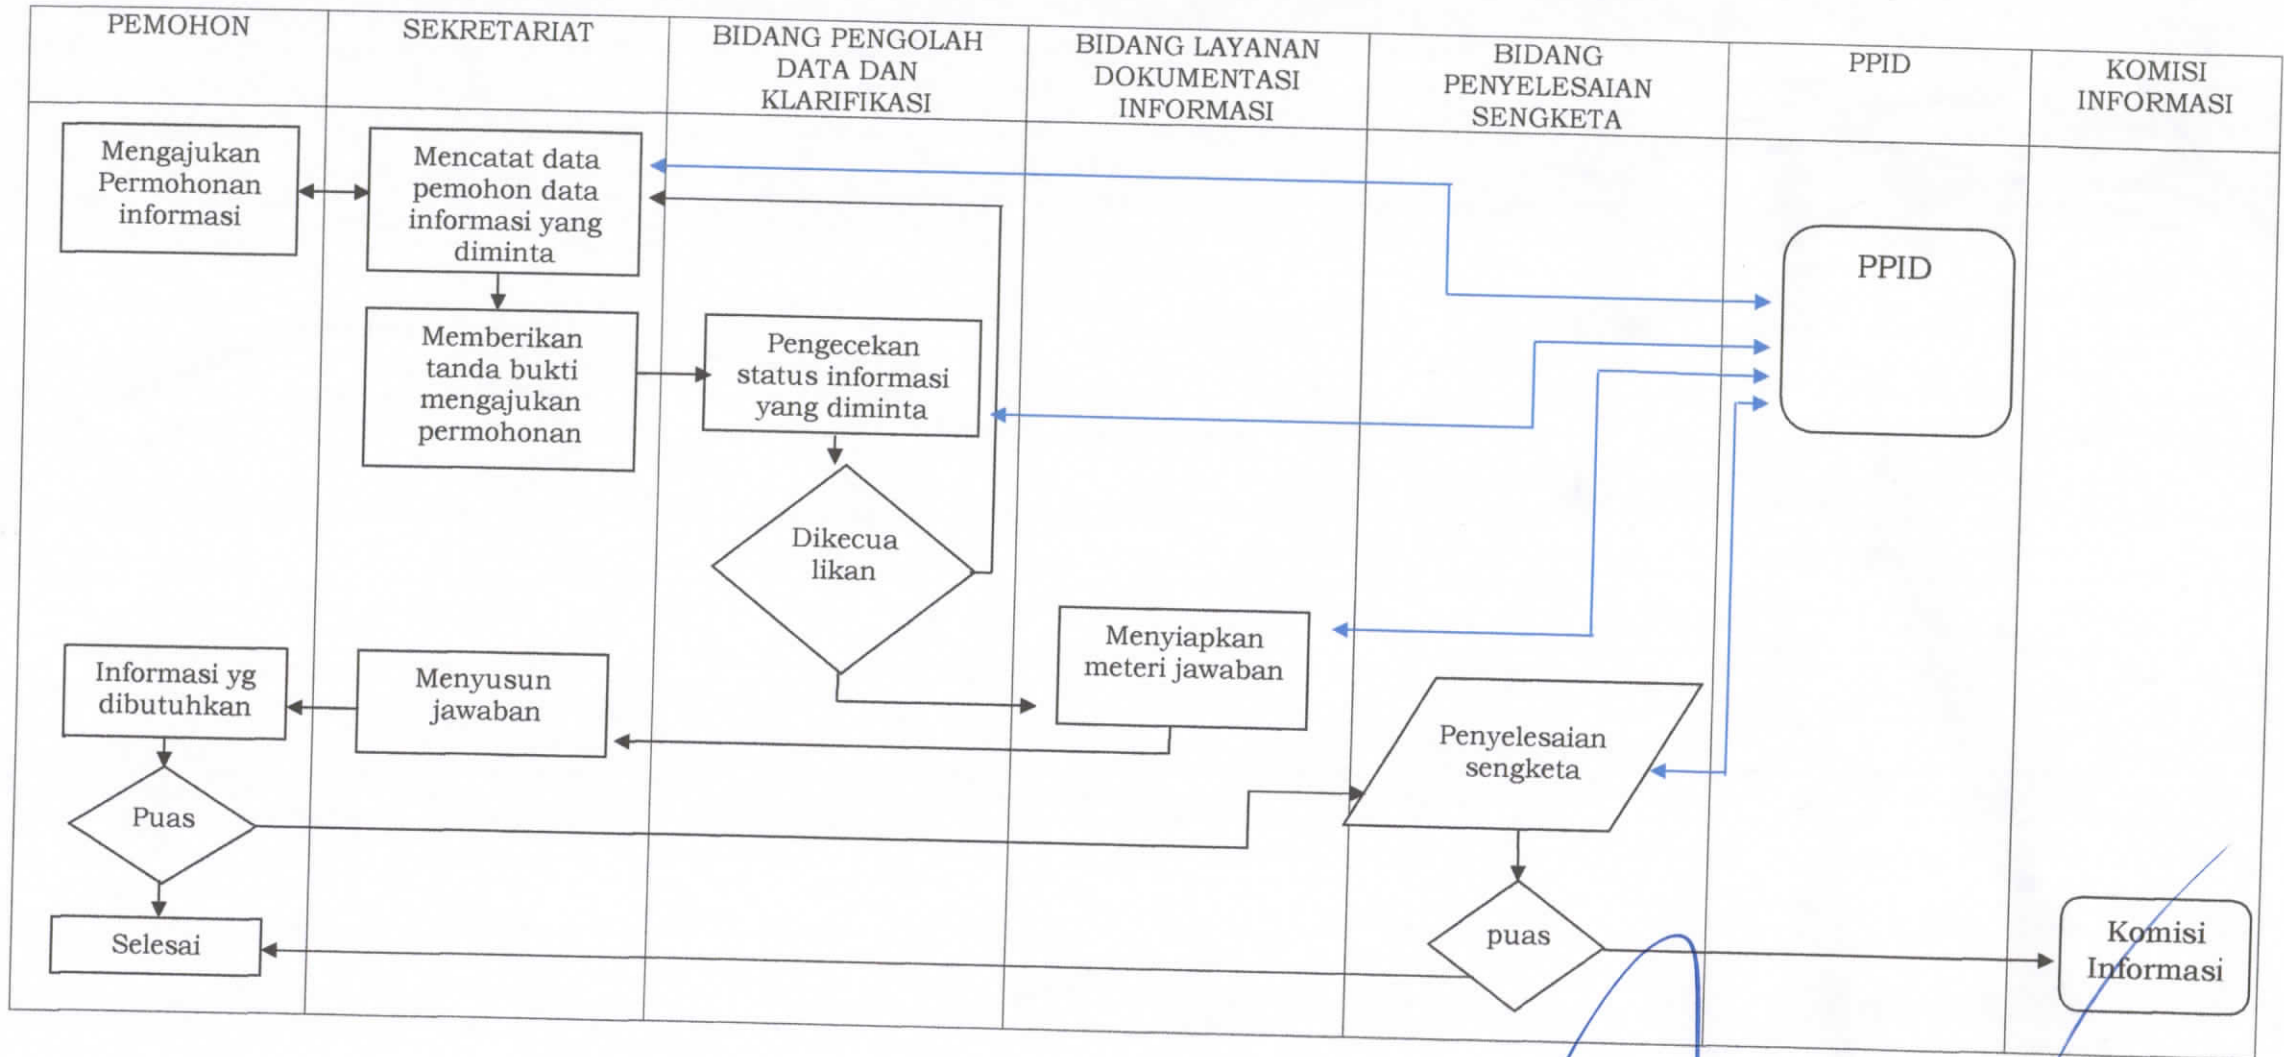 PEMOHON
SEKRETARIAT
BIDANG PENGOLAH
DATA DAN
KLARIFIKASI
BIDANG LAYANAN
DOKUMENTASI
INFORMASI
BIDANG
PENYELESAIAN
SENGKETA
PPID
KOMISI
INFORMASI
Mengajukan
Permohonan
informasi
Mencatat data
pemohon data
informasi yang
diminta
PPID
Memberikan
tanda bukti
mengajukan
permohonan
Pengecekan
status informasi
yang diminta
Dikecua
likan
Menyiapkan
meteri jawaban
Informasi yg
dibutuhkan
Menyusun
jawaban
Penyelesaian
sengketa
Puas
puas
Selesai
Komisi
Informasi